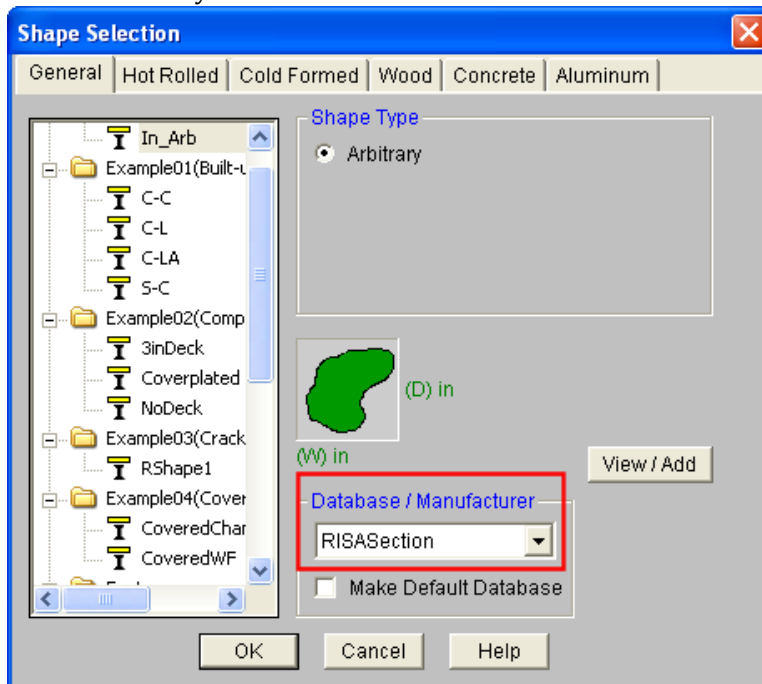 Shape Selection
General Hot Rolled Cold Formed Wood Concrete Aluminum
In_Arb
Example01(Built-u
C-C
C-L
C-LA
S-C
Example02(Comp
3inDeck
Coverplated
NoDeck
Example03(Crack
RShape1
Example04(Cover
CoveredChar
CoveredWF
Shape Type
Arbitrary
(D) in
(W) in
View / Add
Database / Manufacturer
RISASection
Make Default Database
OK Cancel Help